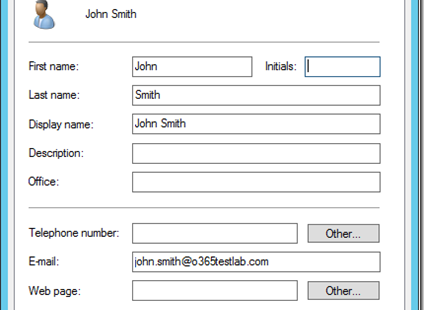 John Smith
First name: John Initials:
Last name: Smith
Display name: John Smith
Description:
Office:
Telephone number: Other...
E-mail: john.smith@o365testlab.com
Web page: Other...